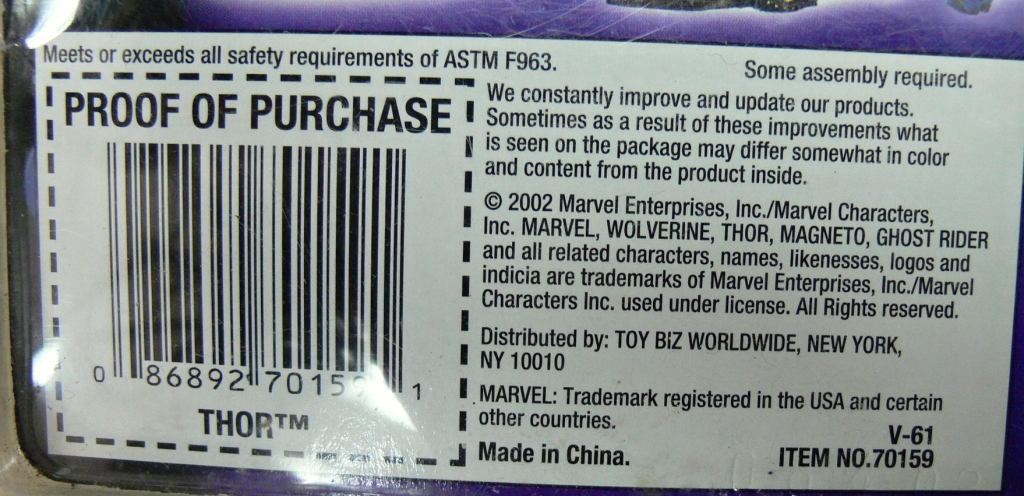 Meets or exceeds all safety requirements of ASTM F963.
Some assembly required.
PROOF OF PURCHASE
0 86892 70159 1
THOR™
We constantly improve and update our products.
Sometimes as a result of these improvements what
is seen on the package may differ somewhat in color
and content from the product inside.
© 2002 Marvel Enterprises, Inc./Marvel Characters,
Inc. MARVEL, WOLVERINE, THOR, MAGNETO, GHOST RIDER
and all related characters, names, likenesses, logos and
indicia are trademarks of Marvel Enterprises, Inc./Marvel
Characters Inc. used under license. All Rights reserved.
Distributed by: TOY BIZ WORLDWIDE, NEW YORK,
NY 10010
MARVEL: Trademark registered in the USA and certain
other countries.
Made in China.
V-61
ITEM NO.70159